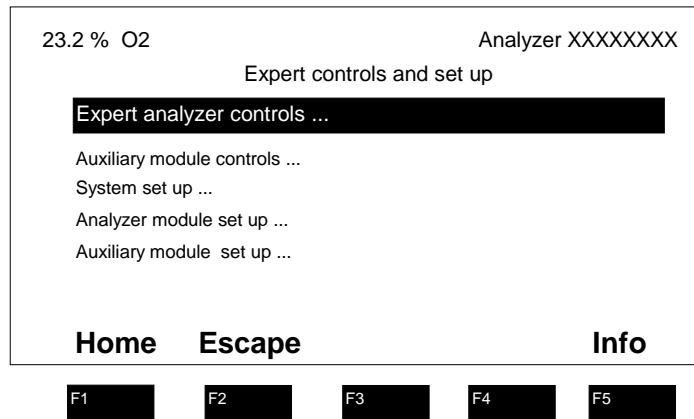 23.2 % O2 Analyzer XXXXXXXX
Expert controls and set up
Expert analyzer controls ...
Auxiliary module controls ...
System set up ...
Analyzer module set up ...
Auxiliary module set up ...
Home Escape Info
F1 F2 F3 F4 F5